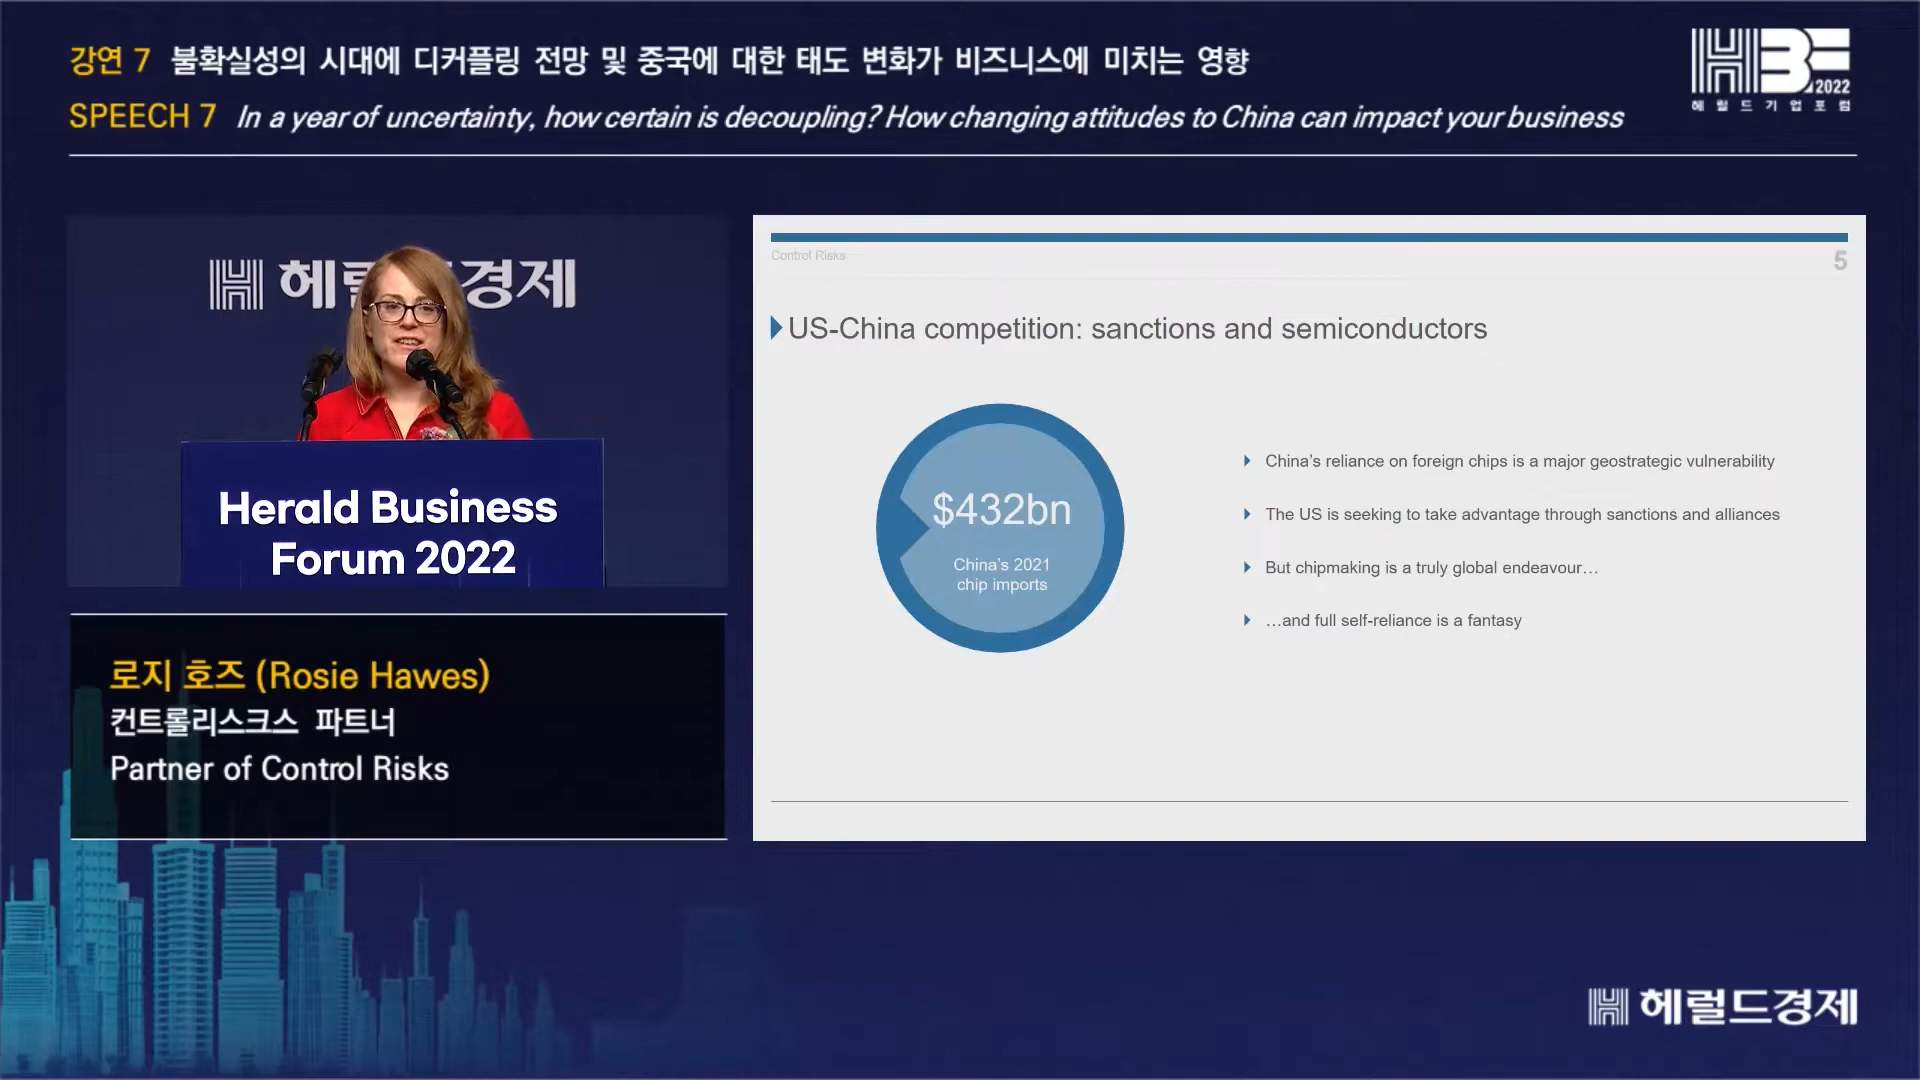 강연 7 불확실성의 시대에 디커플링 전망 및 중국에 대한 태도 변화가 비즈니스에 미치는 영향
SPEECH 7 In a year of uncertainty, how certain is decoupling? How changing attitudes to China can impact your business
HBF 2022
헤럴드기업포럼
헤럴드경제
Herald Business
Forum 2022
로지 호즈 (Rosie Hawes)
컨트롤리스크스 파트너
Partner of Control Risks
Control Risks
5
US-China competition: sanctions and semiconductors
$432bn
China’s 2021
chip imports
China’s reliance on foreign chips is a major geostrategic vulnerability
The US is seeking to take advantage through sanctions and alliances
But chipmaking is a truly global endeavour…
…and full self-reliance is a fantasy
헤럴드경제